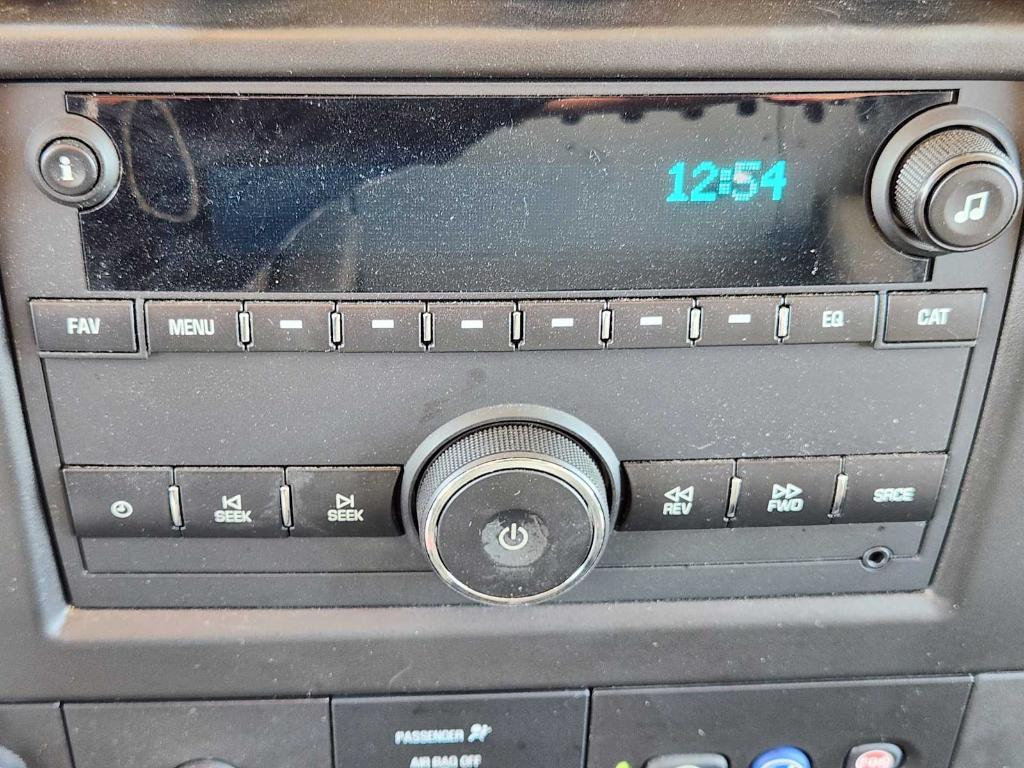 i
12:54
FAV MENU EQ CAT
SEEK SEEK REV FWD SRCE
PASSENGER
AIR BAG OFF